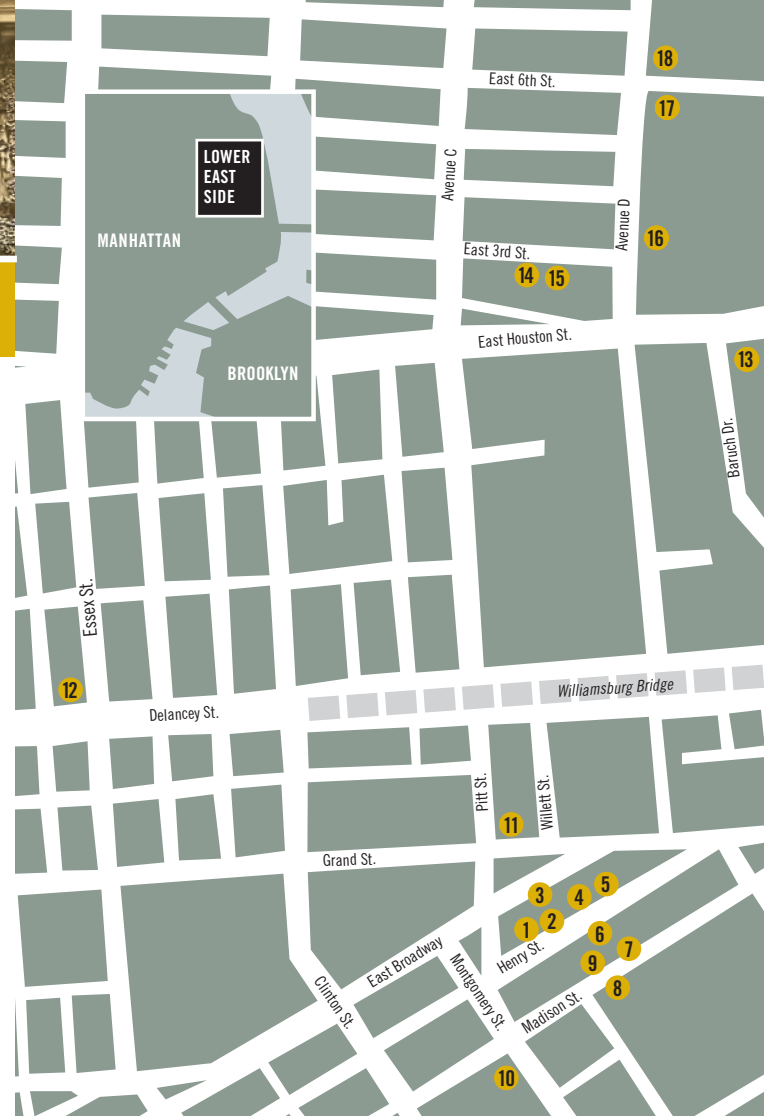 18
East 6th St.
17
LOWER
EAST
SIDE
Avenue C
MANHATTAN
Avenue D
16
East 3rd St.
14
15
East Houston St.
13
BROOKLYN
Baruch Dr.
Essex St.
12
Williamsburg Bridge
Delancey St.
Pitt St.
Willett St.
11
Grand St.
3
4
5
1
2
6
7
East Broadway
Henry St.
9
8
Clinton St.
Montgomery St.
Madison St.
10